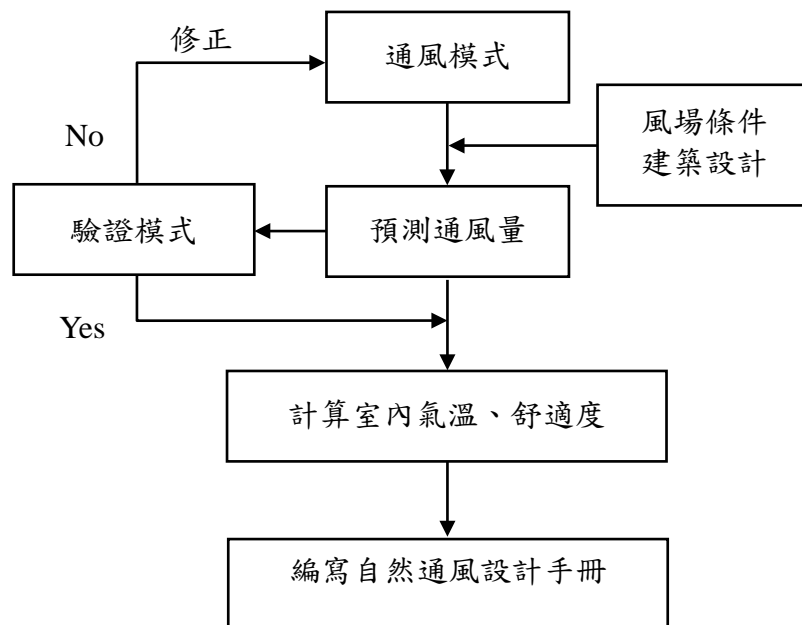 修正
通風模式
風場條件
建築設計
No
驗證模式
預測通風量
Yes
計算室內氣溫、舒適度
編寫自然通風設計手冊